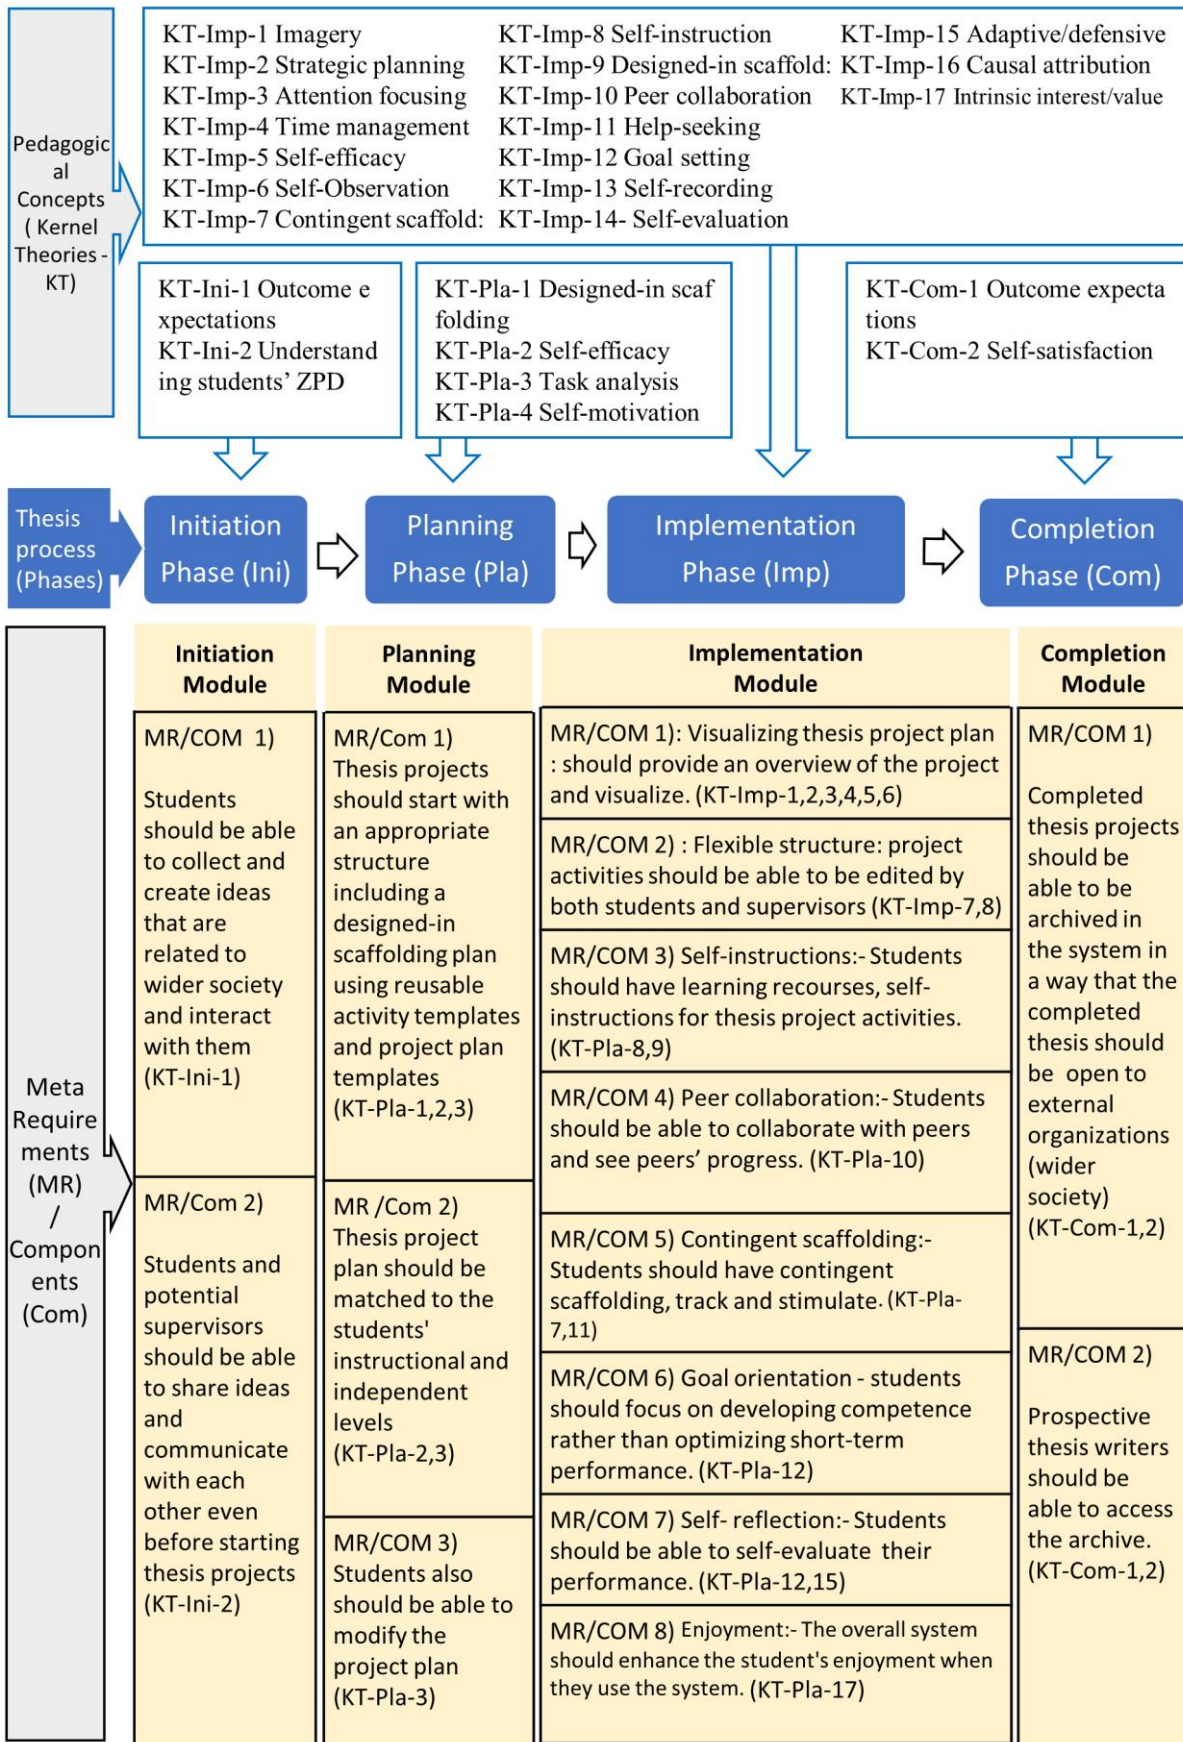 Pedagogic
al
Concepts
( Kernel
Theories -
KT)
KT-Imp-1 Imagery
KT-Imp-2 Strategic planning
KT-Imp-3 Attention focusing
KT-Imp-4 Time management
KT-Imp-5 Self-efficacy
KT-Imp-6 Self-Observation
KT-Imp-7 Contingent scaffold:
KT-Imp-8 Self-instruction
KT-Imp-9 Designed-in scaffold:
KT-Imp-10 Peer collaboration
KT-Imp-11 Help-seeking
KT-Imp-12 Goal setting
KT-Imp-13 Self-recording
KT-Imp-14- Self-evaluation
KT-Imp-15 Adaptive/defensive
KT-Imp-16 Causal attribution
KT-Imp-17 Intrinsic interest/value
KT-Ini-1 Outcome e
xpectations
KT-Ini-2 Understand
ing students’ ZPD
KT-Pla-1 Designed-in scaf
folding
KT-Pla-2 Self-efficacy
KT-Pla-3 Task analysis
KT-Pla-4 Self-motivation
KT-Com-1 Outcome expecta
tions
KT-Com-2 Self-satisfaction
Thesis
process
(Phases)
Initiation
Phase (Ini)
Planning
Phase (Pla)
Implementation
Phase (Imp)
Completion
Phase (Com)
Meta
Require
ments
(MR)
/
Compon
ents
(Com)
Initiation
Module
MR/COM 1)
Students
should be able
to collect and
create ideas
that are
related to
wider society
and interact
with them
(KT-Ini-1)
MR/Com 2)
Students and
potential
supervisors
should be able
to share ideas
and
communicate
with each
other even
before starting
thesis projects
(KT-Ini-2)
Planning
Module
MR/Com 1)
Thesis projects
should start with
an appropriate
structure
including a
designed-in
scaffolding plan
using reusable
activity templates
and project plan
templates
(KT-Pla-1,2,3)
MR /Com 2)
Thesis project
plan should be
matched to the
students'
instructional and
independent
levels
(KT-Pla-2,3)
MR/COM 3)
Students also
should be able to
modify the
project plan
(KT-Pla-3)
Implementation
Module
MR/COM 1): Visualizing thesis project plan
: should provide an overview of the project
and visualize. (KT-Imp-1,2,3,4,5,6)
MR/COM 2) : Flexible structure: project
activities should be able to be edited by
both students and supervisors (KT-Imp-7,8)
MR/COM 3) Self-instructions:- Students
should have learning recourses, self-
instructions for thesis project activities.
(KT-Pla-8,9)
MR/COM 4) Peer collaboration:- Students
should be able to collaborate with peers
and see peers’ progress. (KT-Pla-10)
MR/COM 5) Contingent scaffolding:-
Students should have contingent
scaffolding, track and stimulate. (KT-Pla-
7,11)
MR/COM 6) Goal orientation - students
should focus on developing competence
rather than optimizing short-term
performance. (KT-Pla-12)
MR/COM 7) Self- reflection:- Students
should be able to self-evaluate their
performance. (KT-Pla-12,15)
MR/COM 8) Enjoyment:- The overall system
should enhance the student's enjoyment when
they use the system. (KT-Pla-17)
Completion
Module
MR/COM 1)
Completed
thesis projects
should be
able to be
archived in
the system in
a way that the
completed
thesis should
be open to
external
organizations
(wider
society)
(KT-Com-1,2)
MR/COM 2)
Prospective
thesis writers
should be
able to access
the archive.
(KT-Com-1,2)